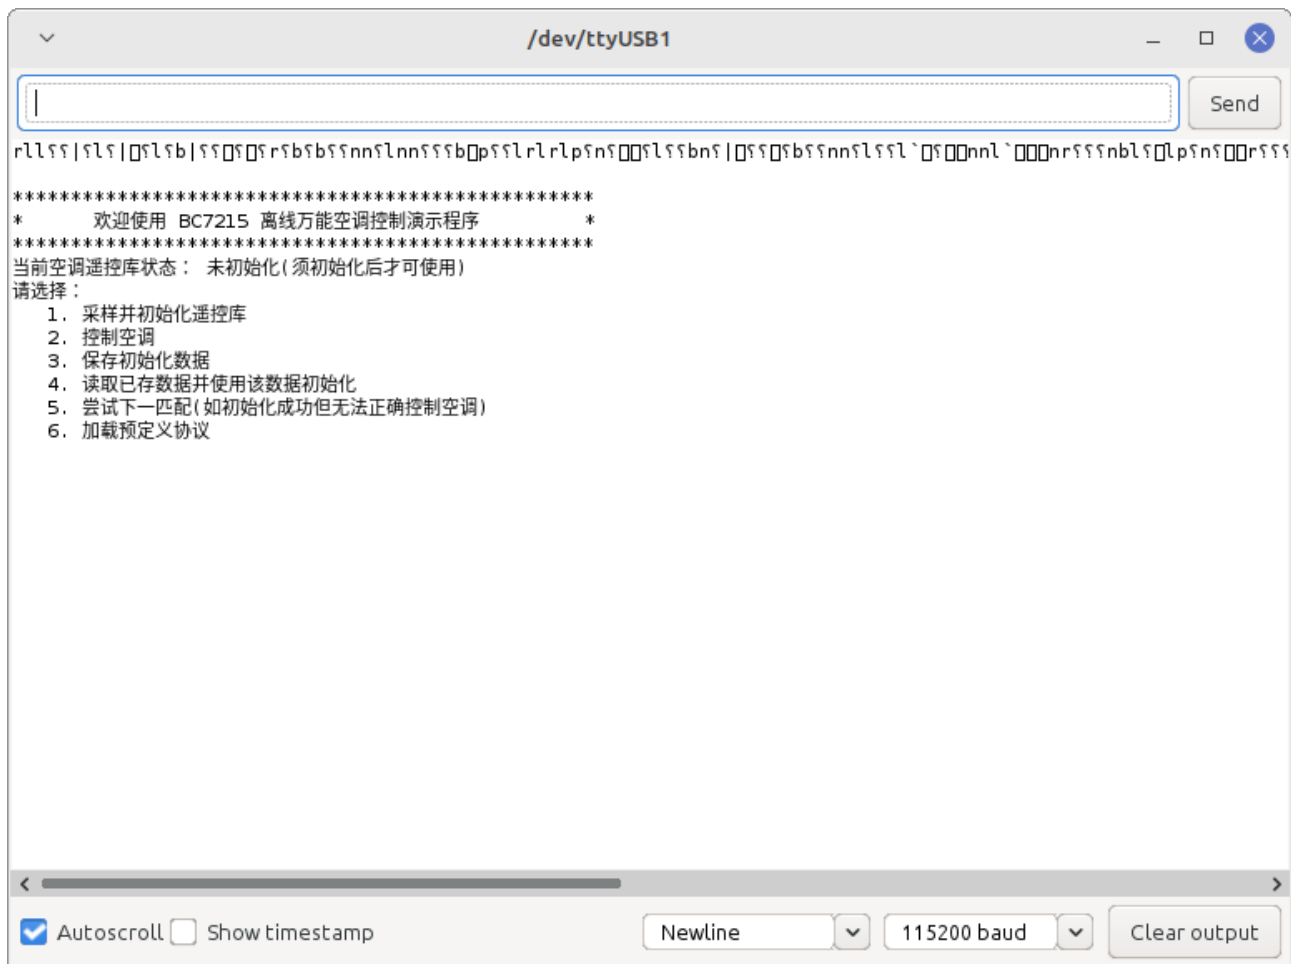 /dev/ttyUSB1
Send
**************************************************
*      欢迎使用 BC7215 离线万能空调控制演示程序         *
**************************************************
当前空调遥控库状态： 未初始化(须初始化后才可使用)
请选择：
1. 采样并初始化遥控库
2. 控制空调
3. 保存初始化数据
4. 读取已存数据并使用该数据初始化
5. 尝试下一匹配(如初始化成功但无法正确控制空调)
6. 加载预定义协议
Autoscroll Show timestamp Newline 115200 baud Clear output